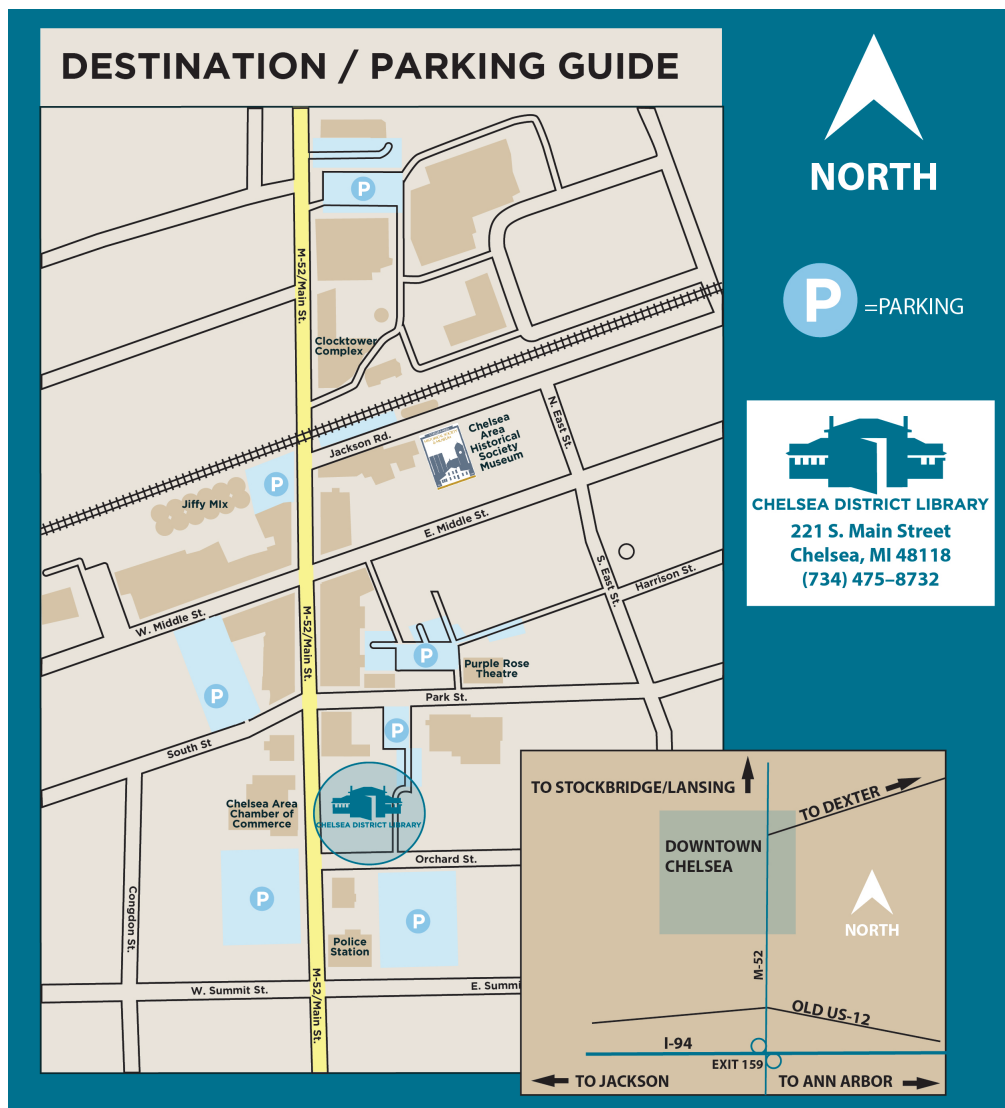 DESTINATION / PARKING GUIDE
NORTH
P
=PARKING
CHELSEA DISTRICT LIBRARY
221 S. Main Street
Chelsea, MI 48118
(734) 475–8732
P
M-52/Main St.
Clocktower
Complex
Jackson Rd.
Chelsea
Area
Historical
Society
Museum
N. East St.
P
Jiffy MIx
E. Middle St.
S. East St.
Harrison St.
W. Middle St.
M-52/Main St.
P
Purple Rose
Theatre
P
Park St.
South St
P
Chelsea Area
Chamber of
Commerce
CHELSEA DISTRICT LIBRARY
Orchard St.
P
P
Congdon St.
Police
Station
W. Summit St.
E. Summi
M-52/Main St.
TO STOCKBRIDGE/LANSING
TO DEXTER
DOWNTOWN
CHELSEA
NORTH
M-52
OLD US-12
I-94
EXIT 159
TO JACKSON
TO ANN ARBOR